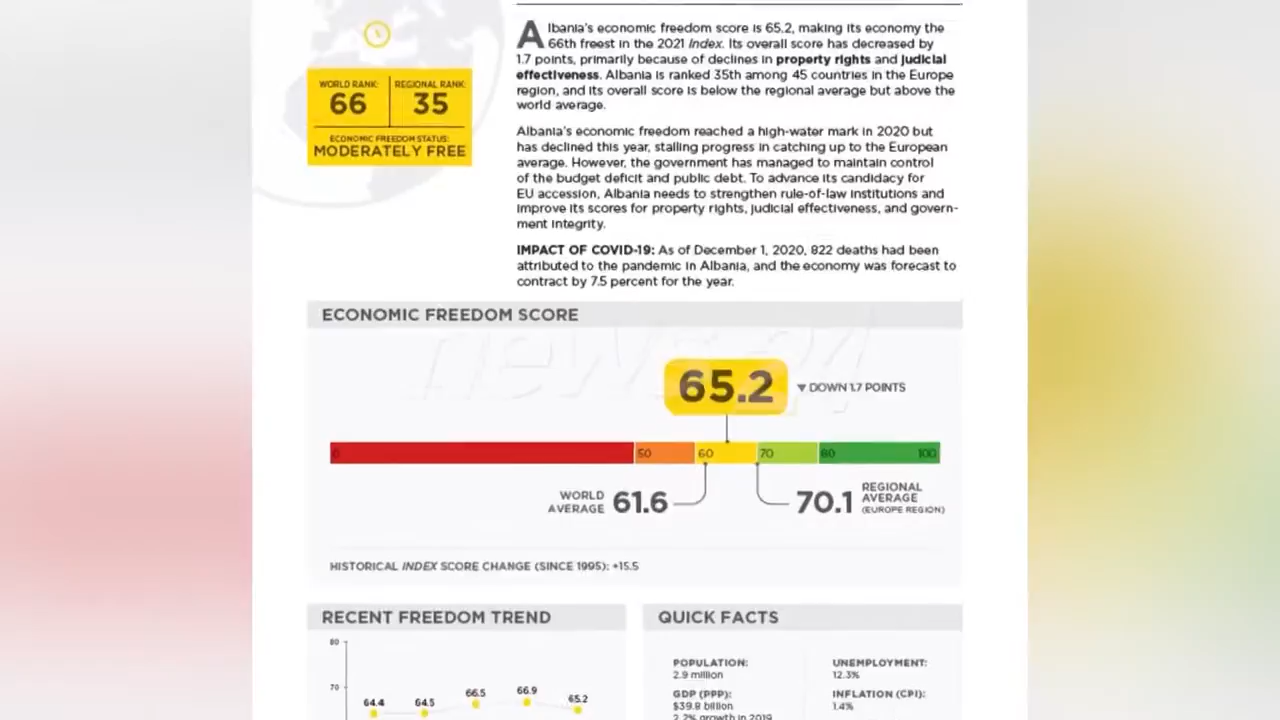 WORLD RANK:
REGIONAL RANK:
66
35
ECONOMIC FREEDOM STATUS:
MODERATELY FREE
Albania's economic freedom score is 65.2, making its economy the
66th freest in the 2021 Index. Its overall score has decreased by
1.7 points, primarily because of declines in property rights and judicial
effectiveness. Albania is ranked 35th among 45 countries in the Europe
region, and its overall score is below the regional average but above the
world average.
Albania's economic freedom reached a high-water mark in 2020 but
has declined this year, stalling progress in catching up to the European
average. However, the government has managed to maintain control
of the budget deficit and public debt. To advance its candidacy for
EU accession, Albania needs to strengthen rule-of-law institutions and
improve its scores for property rights, judicial effectiveness, and govern-
ment integrity.
IMPACT OF COVID-19: As of December 1, 2020, 822 deaths had been
attributed to the pandemic in Albania, and the economy was forecast to
contract by 7.5 percent for the year.
ECONOMIC FREEDOM SCORE
news24
65.2
▼ DOWN 1.7 POINTS
0 50 60 70 80 100
WORLD
AVERAGE
61.6
70.1
REGIONAL
AVERAGE
(EUROPE REGION)
HISTORICAL INDEX SCORE CHANGE (SINCE 1995): +15.5
RECENT FREEDOM TREND
80
70
64.4 64.5 66.5 66.9 65.2
QUICK FACTS
POPULATION:
2.9 million
GDP (PPP):
$39.8 billion
2.2% growth in 2019
UNEMPLOYMENT:
12.3%
INFLATION (CPI):
1.4%